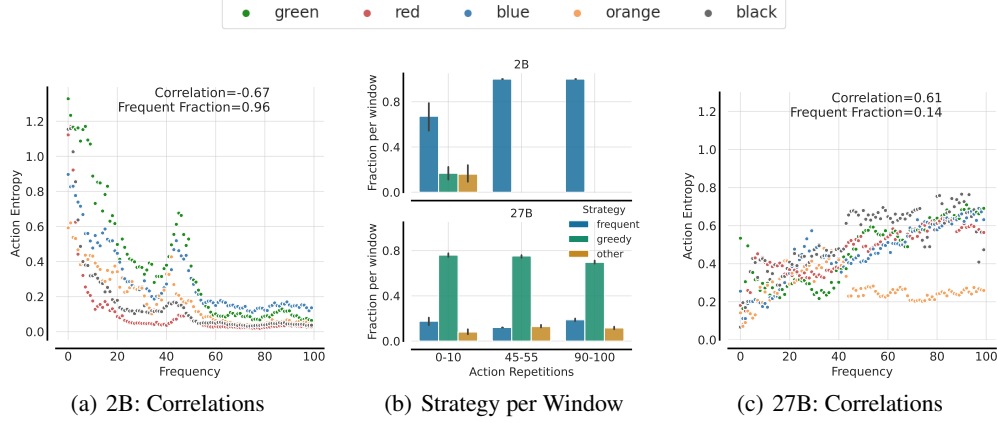 green red blue orange black
Correlation=-0.67
Frequent Fraction=0.96
Action Entropy
1.2
1.0
0.8
0.6
0.4
0.2
0.0
0 20 40 60 80 100
Frequency
(a) 2B: Correlations
2B
Fraction per window
0.8
0.4
0.0
27B
Strategy
frequent
greedy
other
Fraction per window
0.8
0.4
0.0
0-10 45-55 90-100
Action Repetitions
(b) Strategy per Window
Correlation=0.61
Frequent Fraction=0.14
Action Entropy
1.2
1.0
0.8
0.6
0.4
0.2
0.0
0 20 40 60 80 100
Frequency
(c) 27B: Correlations